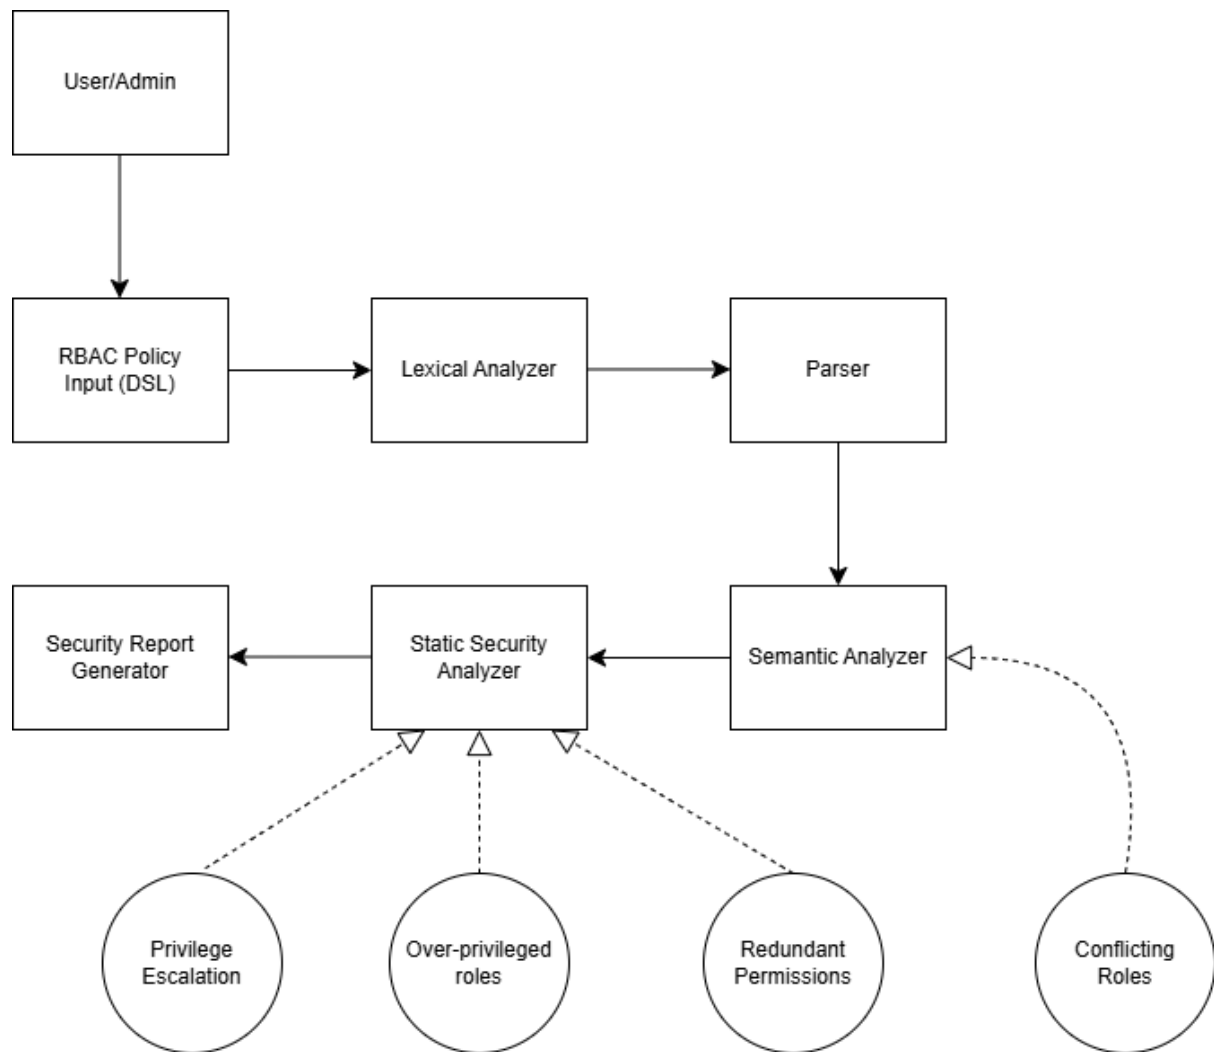 User/Admin
RBAC Policy
Input (DSL)
Lexical Analyzer
Parser
Security Report
Generator
Static Security
Analyzer
Semantic Analyzer
Privilege
Escalation
Over-privileged
roles
Redundant
Permissions
Conflicting
Roles